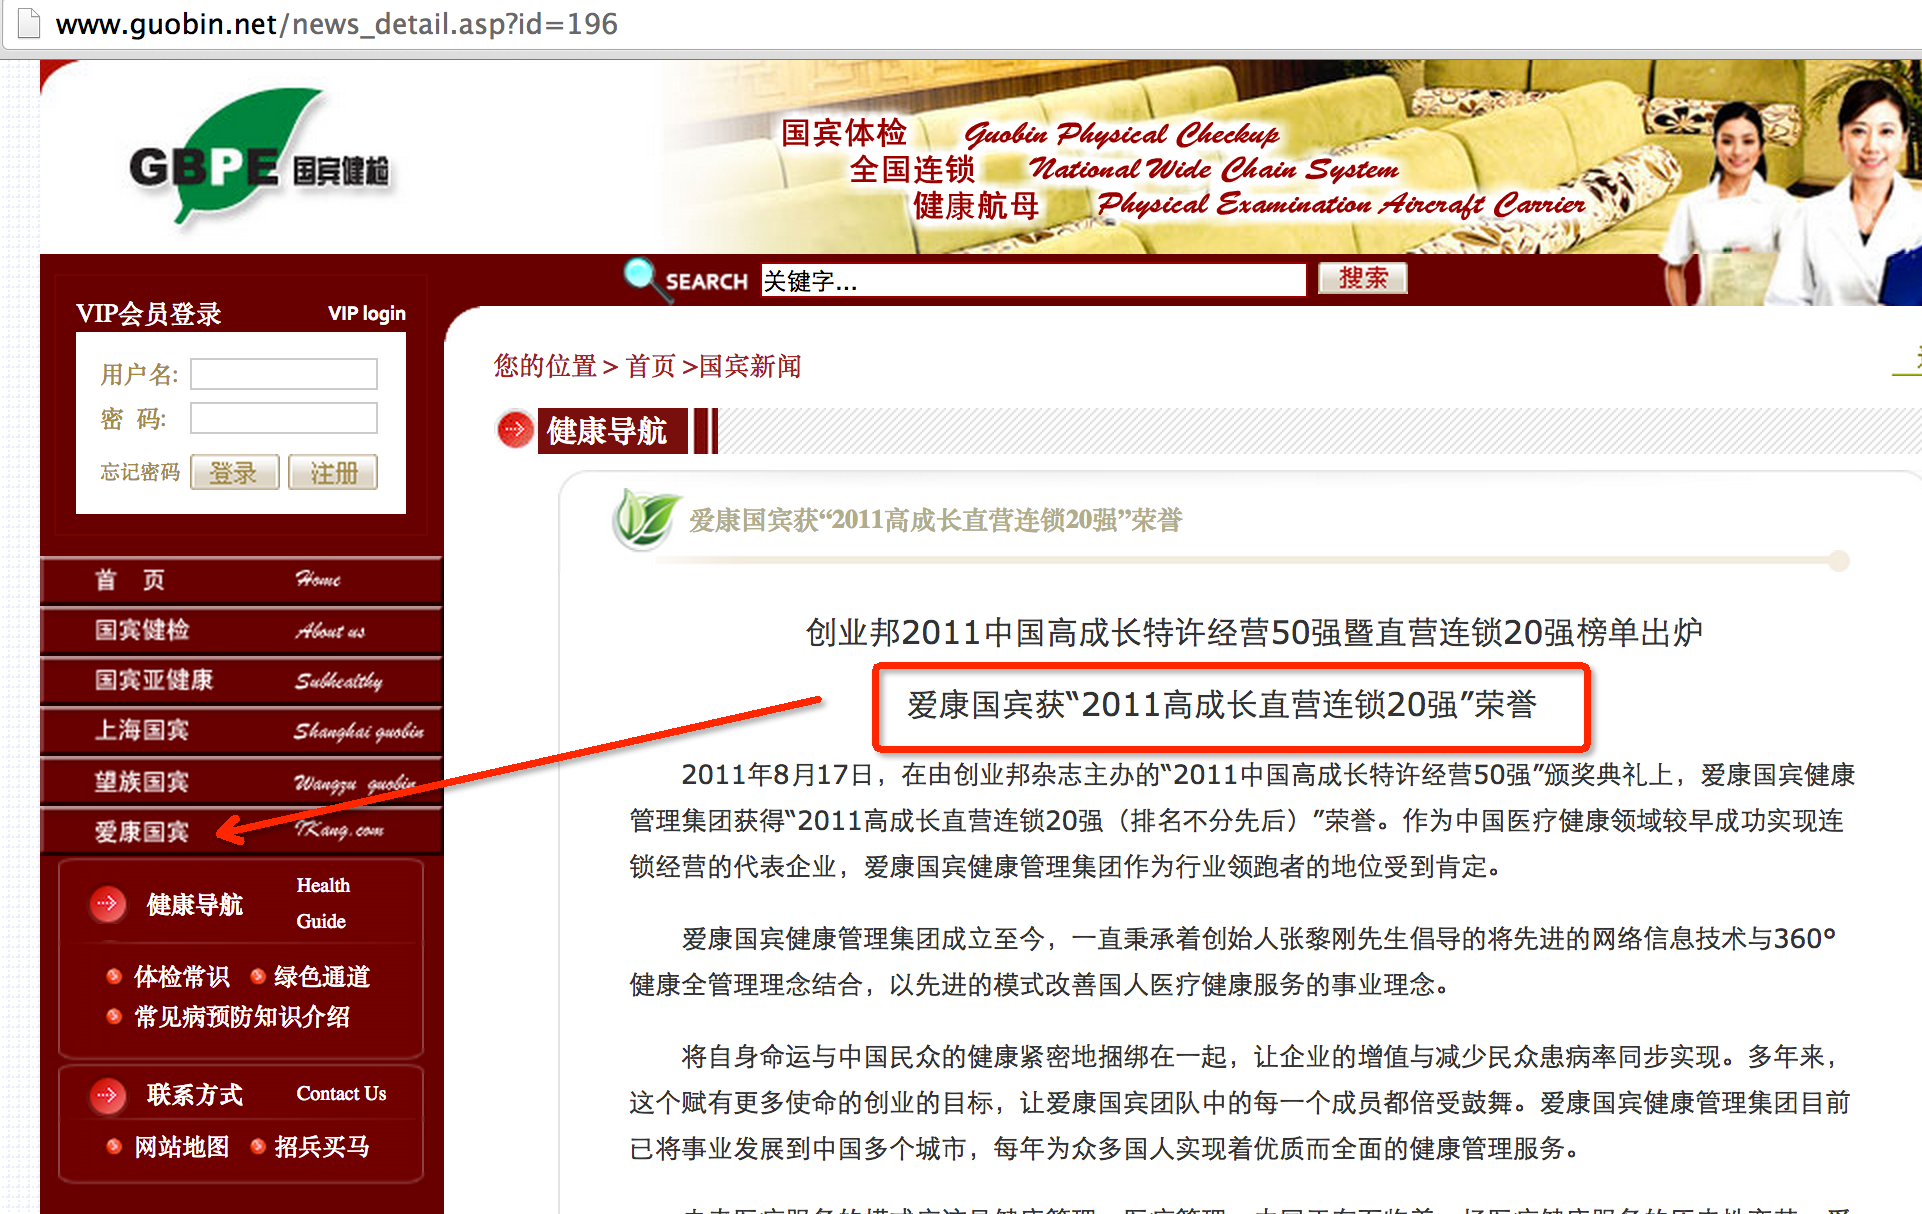 www.guobin.net/news_detail.asp?id=196
GBPE 国宾健检
国宾体检 Guobin Physical Checkup
全国连锁 National Wide Chain System
健康航母 Physical Examination Aircraft Carrier
SEARCH 关键字... 搜索
VIP会员登录 VIP login
用户名:
密 码:
忘记密码 登录 注册
首 页 Home
国宾健检 About us
国宾亚健康 Subhealthy
上海国宾 Shanghai guobin
望族国宾 Wangzu guobin
爱康国宾 IKang.com
健康导航 Health Guide
体检常识 绿色通道
常见病预防知识介绍
联系方式 Contact Us
网站地图 招兵买马
您的位置 > 首页 >国宾新闻
健康导航
爱康国宾获“2011高成长直营连锁20强”荣誉
创业邦2011中国高成长特许经营50强暨直营连锁20强榜单出炉
爱康国宾获“2011高成长直营连锁20强”荣誉
2011年8月17日，在由创业邦杂志主办的“2011中国高成长特许经营50强”颁奖典礼上，爱康国宾健康
管理集团获得“2011高成长直营连锁20强（排名不分先后）”荣誉。作为中国医疗健康领域较早成功实现连
锁经营的代表企业，爱康国宾健康管理集团作为行业领跑者的地位受到肯定。
爱康国宾健康管理集团成立至今，一直秉承着创始人张黎刚先生倡导的将先进的网络信息技术与360°
健康全管理理念结合，以先进的模式改善国人医疗健康服务的事业理念。
将自身命运与中国民众的健康紧密地捆绑在一起，让企业的增值与减少民众患病率同步实现。多年来，
这个赋有更多使命的创业的目标，让爱康国宾团队中的每一个成员都倍受鼓舞。爱康国宾健康管理集团目前
已将事业发展到中国多个城市，每年为众多国人实现着优质而全面的健康管理服务。